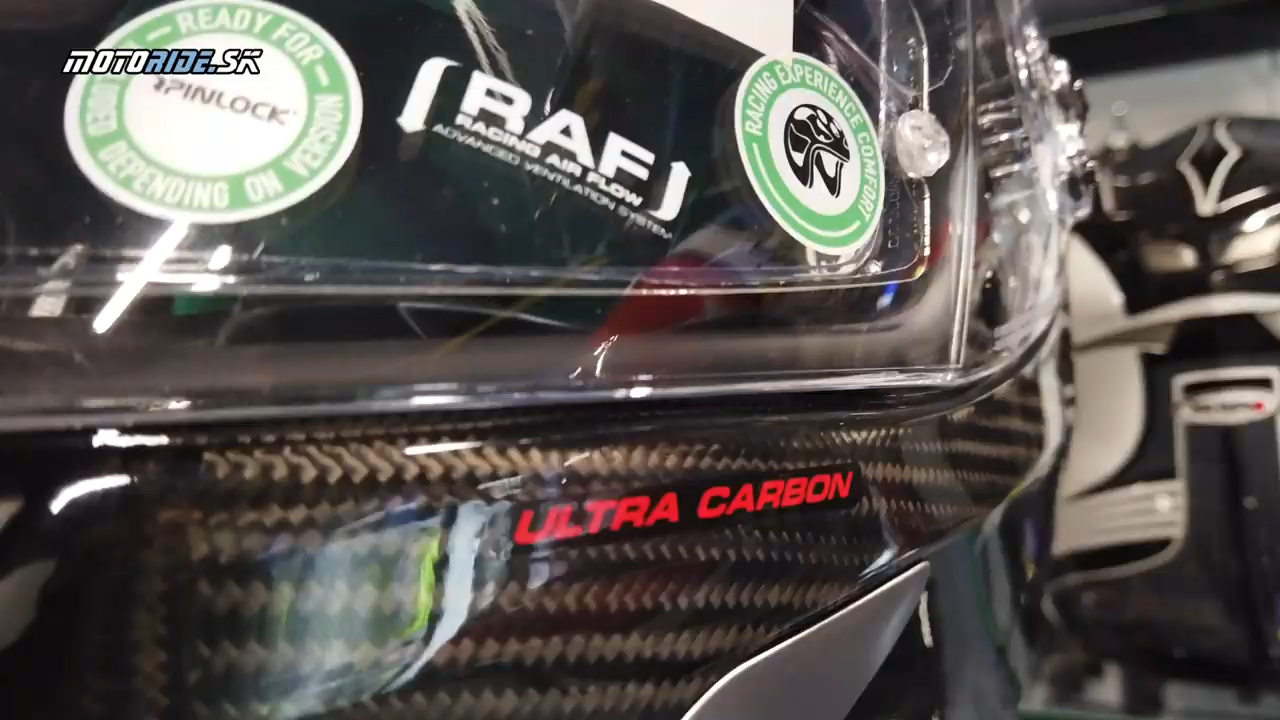 MOTORIDE.SK
READY FOR
PINLOCK
DEPENDING ON VERSION
RAF
RACING AIR FLOW
ADVANCED VENTILATION SYSTEM
RACING EXPERIENCE COMFORT
ULTRA CARBON